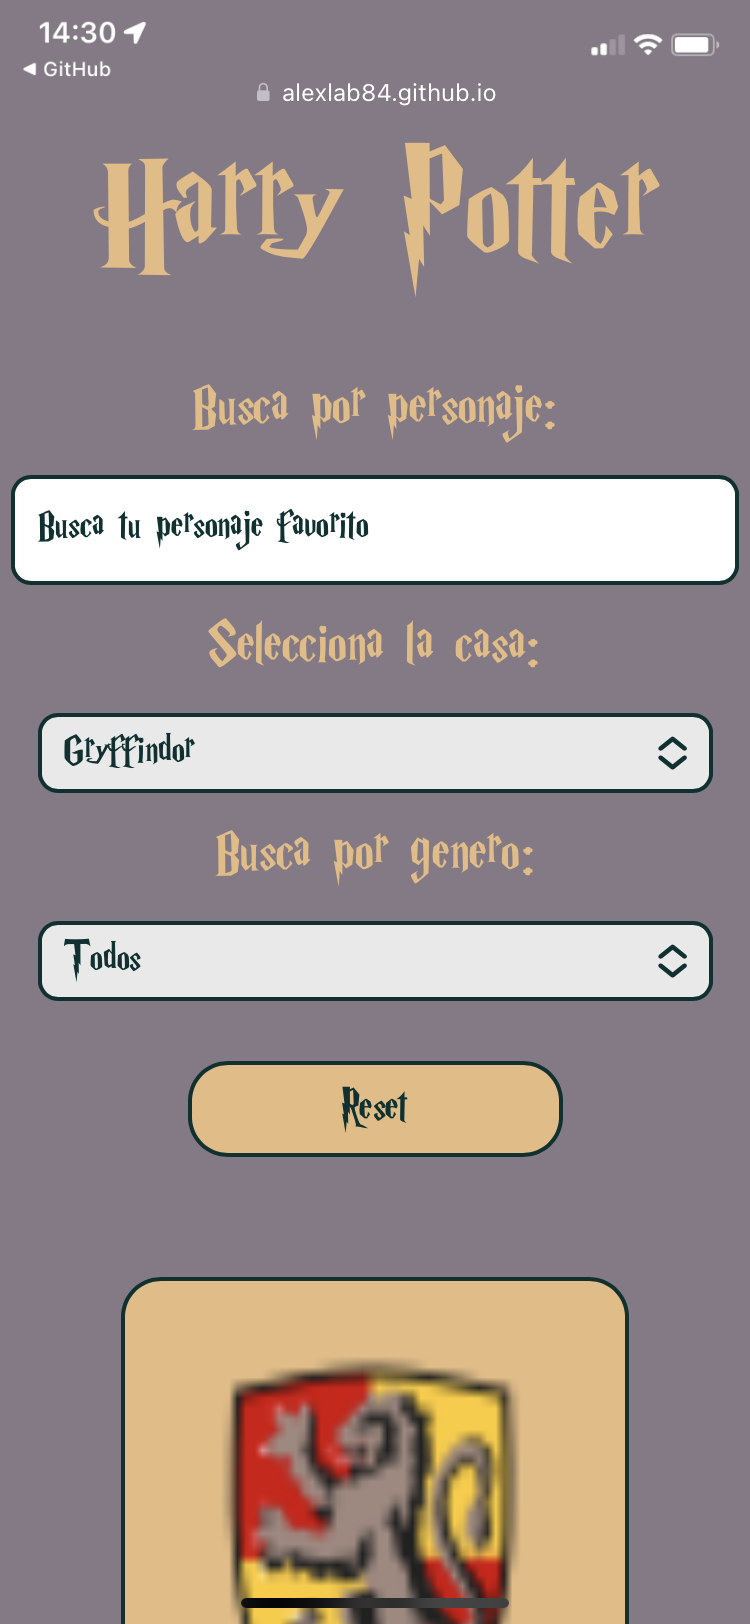 14:30
◀ GitHub
alexlab84.github.io
Harry Potter
Busca por personaje:
Busca tu personaje favorito
Selecciona la casa:
Gryffindor
Busca por genero:
Todos
Reset